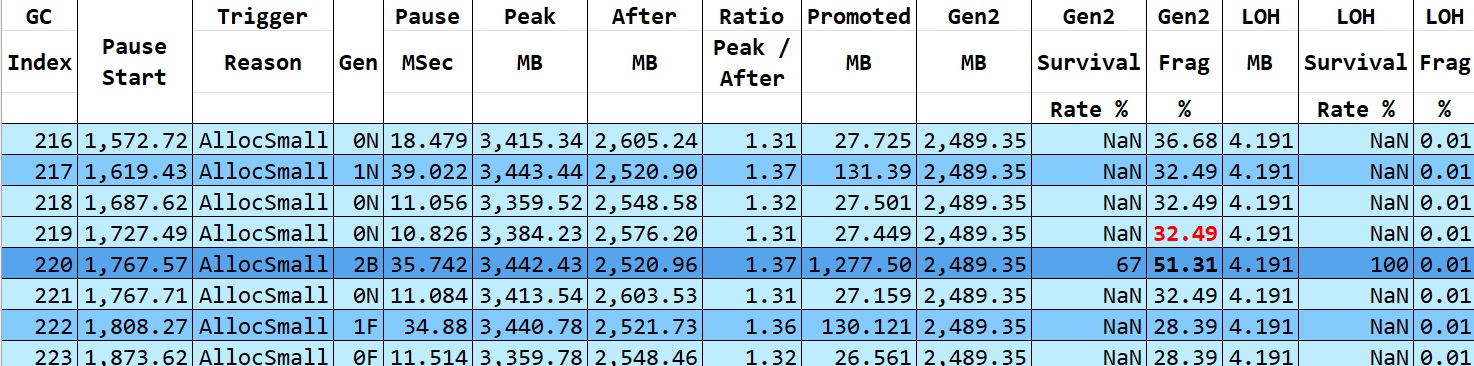 GC Trigger Pause Peak After Ratio Promoted Gen2 Gen2 Gen2 LOH LOH LOH
Index Pause Start Reason Gen MSec MB MB Peak / After MB MB Survival Frag MB Survival Frag
Rate % % Rate % %
216 1,572.72 AllocSmall 0N 18.479 3,415.34 2,605.24 1.31 27.725 2,489.35 NaN 36.68 4.191 NaN 0.01
217 1,619.43 AllocSmall 1N 39.022 3,443.44 2,520.90 1.37 131.39 2,489.35 NaN 32.49 4.191 NaN 0.01
218 1,687.62 AllocSmall 0N 11.056 3,359.52 2,548.58 1.32 27.501 2,489.35 NaN 32.49 4.191 NaN 0.01
219 1,727.49 AllocSmall 0N 10.826 3,384.23 2,576.20 1.31 27.449 2,489.35 NaN 32.49 4.191 NaN 0.01
220 1,767.57 AllocSmall 2B 35.742 3,442.43 2,520.96 1.37 1,277.50 2,489.35 67 51.31 4.191 100 0.01
221 1,767.71 AllocSmall 0N 11.084 3,413.54 2,603.53 1.31 27.159 2,489.35 NaN 32.49 4.191 NaN 0.01
222 1,808.27 AllocSmall 1F 34.88 3,440.78 2,521.73 1.36 130.121 2,489.35 NaN 28.39 4.191 NaN 0.01
223 1,873.62 AllocSmall 0F 11.514 3,359.78 2,548.46 1.32 26.561 2,489.35 NaN 28.39 4.191 NaN 0.01